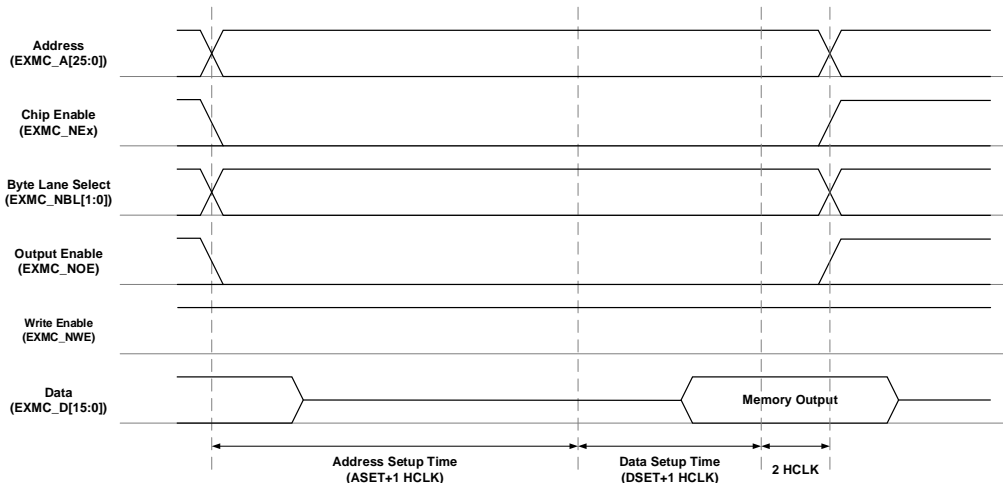 Address
(EXMC_A[25:0])
Chip Enable
(EXMC_NEx)
Byte Lane Select
(EXMC_NBL[1:0])
Output Enable
(EXMC_NOE)
Write Enable
(EXMC_NWE)
Data
(EXMC_D[15:0])
Memory Output
Address Setup Time
(ASET+1 HCLK)
Data Setup Time
(DSET+1 HCLK)
2 HCLK